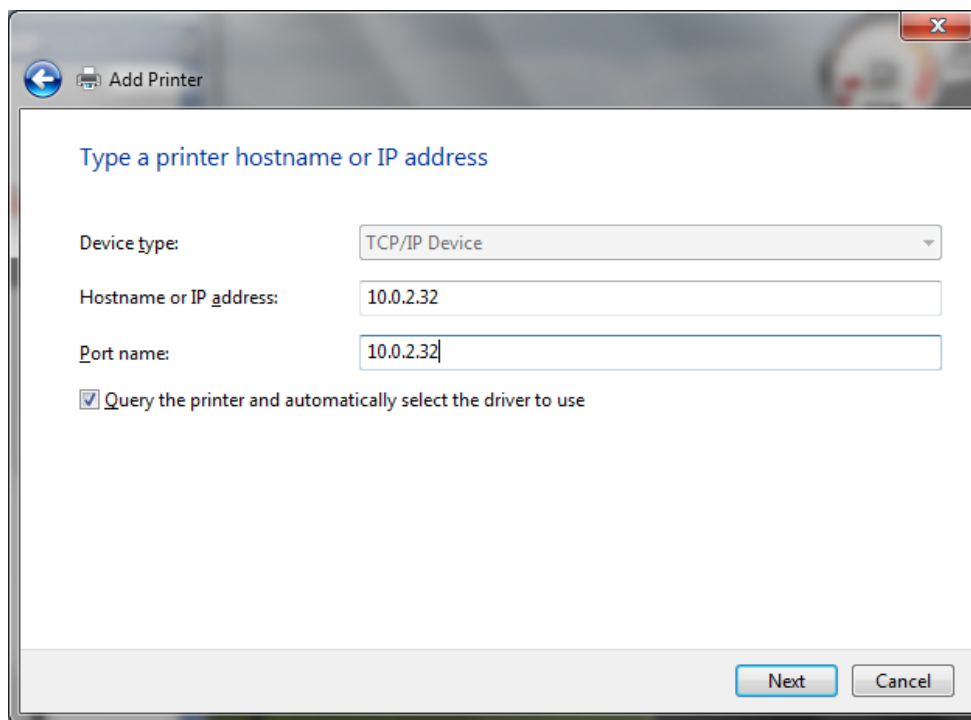 Add Printer
Type a printer hostname or IP address
Device type: TCP/IP Device
Hostname or IP address: 10.0.2.32
Port name: 10.0.2.32
Query the printer and automatically select the driver to use
Next Cancel